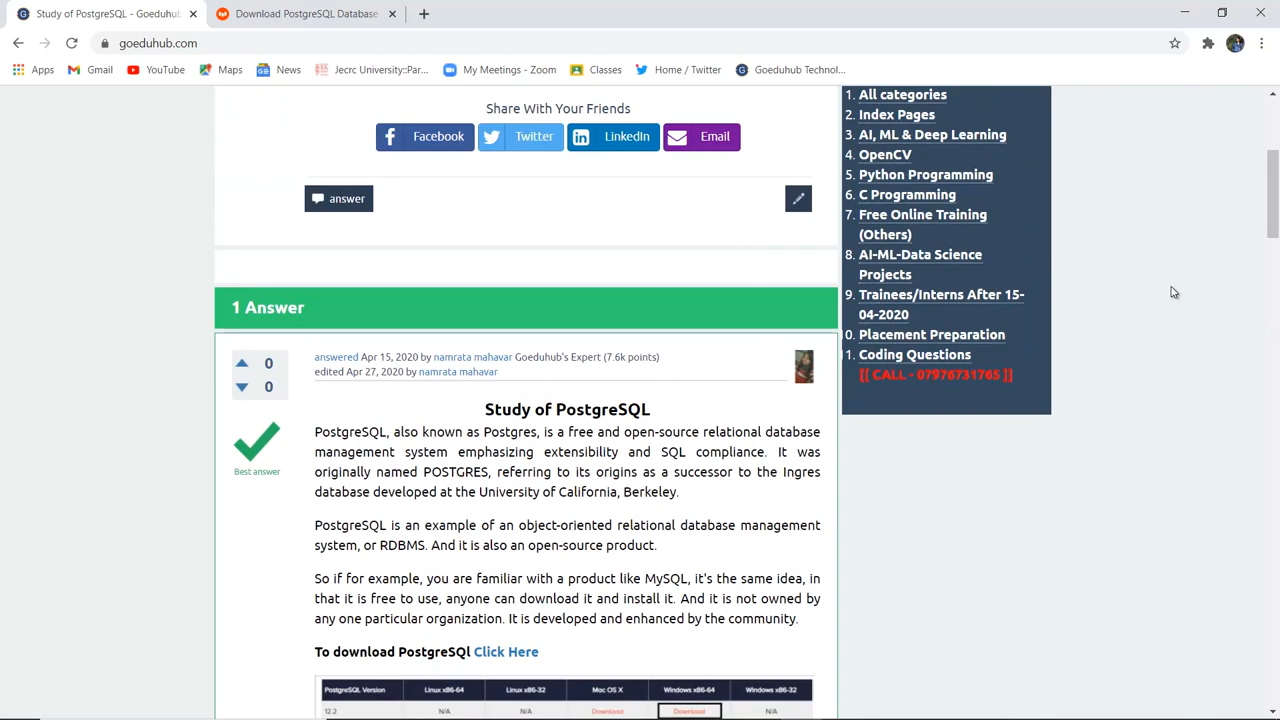 Study of PostgreSQL - Goeduhub
Download PostgreSQL Database
goeduhub.com
Apps
Gmail
YouTube
Maps
News
Jecrc University::Par...
My Meetings - Zoom
Classes
Home / Twitter
Goeduhub Technol...
Share With Your Friends
Facebook
Twitter
LinkedIn
Email
answer
1 Answer
0
0
Best answer
answered Apr 15, 2020 by namrata mahavar Goeduhub's Expert (7.6k points)
edited Apr 27, 2020 by namrata mahavar
Study of PostgreSQL
PostgreSQL, also known as Postgres, is a free and open-source relational database
management system emphasizing extensibility and SQL compliance. It was
originally named POSTGRES, referring to its origins as a successor to the Ingres
database developed at the University of California, Berkeley.
PostgreSQL is an example of an object-oriented relational database management
system, or RDBMS. And it is also an open-source product.
So if for example, you are familiar with a product like MySQL, it's the same idea, in
that it is free to use, anyone can download it and install it. And it is not owned by
any one particular organization. It is developed and enhanced by the community.
To download PostgreSQl Click Here
PostgreSQL Version Linux x86-64 Linux x86-32 Mac OS X Windows x86-64 Windows x86-32
12.2 N/A N/A Download Download N/A
1. All categories
2. Index Pages
3. AI, ML & Deep Learning
4. OpenCV
5. Python Programming
6. C Programming
7. Free Online Training
(Others)
8. AI-ML-Data Science
Projects
9. Trainees/Interns After 15-
04-2020
10. Placement Preparation
11. Coding Questions
[[ CALL - 07976731765 ]]